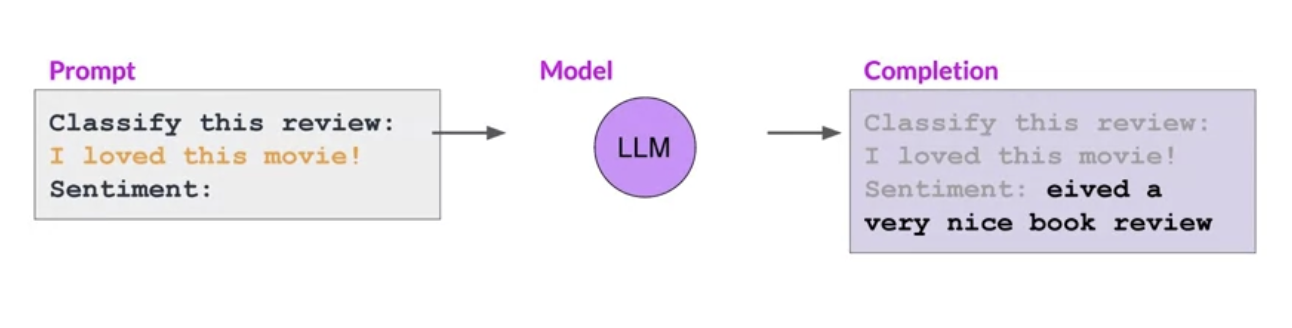 Prompt
Classify this review:
I loved this movie!
Sentiment:
Model
LLM
Completion
Classify this review:
I loved this movie!
Sentiment: eived a
very nice book review